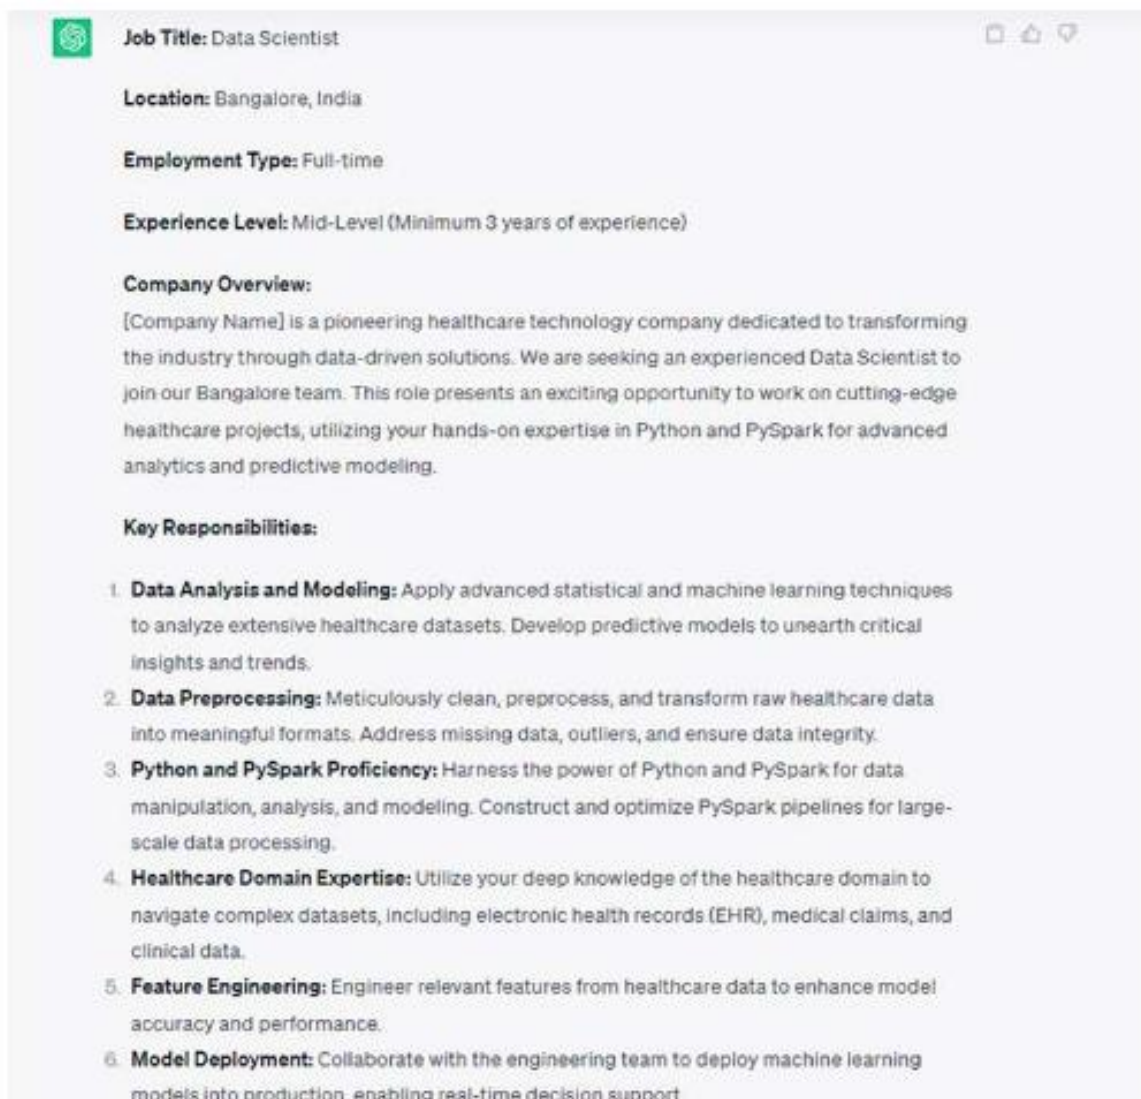 Job Title: Data Scientist
Location: Bangalore, India
Employment Type: Full-time
Experience Level: Mid-Level (Minimum 3 years of experience)
Company Overview:
[Company Name] is a pioneering healthcare technology company dedicated to transforming
the industry through data-driven solutions. We are seeking an experienced Data Scientist to
join our Bangalore team. This role presents an exciting opportunity to work on cutting-edge
healthcare projects, utilizing your hands-on expertise in Python and PySpark for advanced
analytics and predictive modeling.
Key Responsibilities:
1. Data Analysis and Modeling: Apply advanced statistical and machine learning techniques
to analyze extensive healthcare datasets. Develop predictive models to unearth critical
insights and trends.
2. Data Preprocessing: Meticulously clean, preprocess, and transform raw healthcare data
into meaningful formats. Address missing data, outliers, and ensure data integrity.
3. Python and PySpark Proficiency: Harness the power of Python and PySpark for data
manipulation, analysis, and modeling. Construct and optimize PySpark pipelines for large-
scale data processing.
4. Healthcare Domain Expertise: Utilize your deep knowledge of the healthcare domain to
navigate complex datasets, including electronic health records (EHR), medical claims, and
clinical data.
5. Feature Engineering: Engineer relevant features from healthcare data to enhance model
accuracy and performance.
6. Model Deployment: Collaborate with the engineering team to deploy machine learning
models into production, enabling real-time decision support